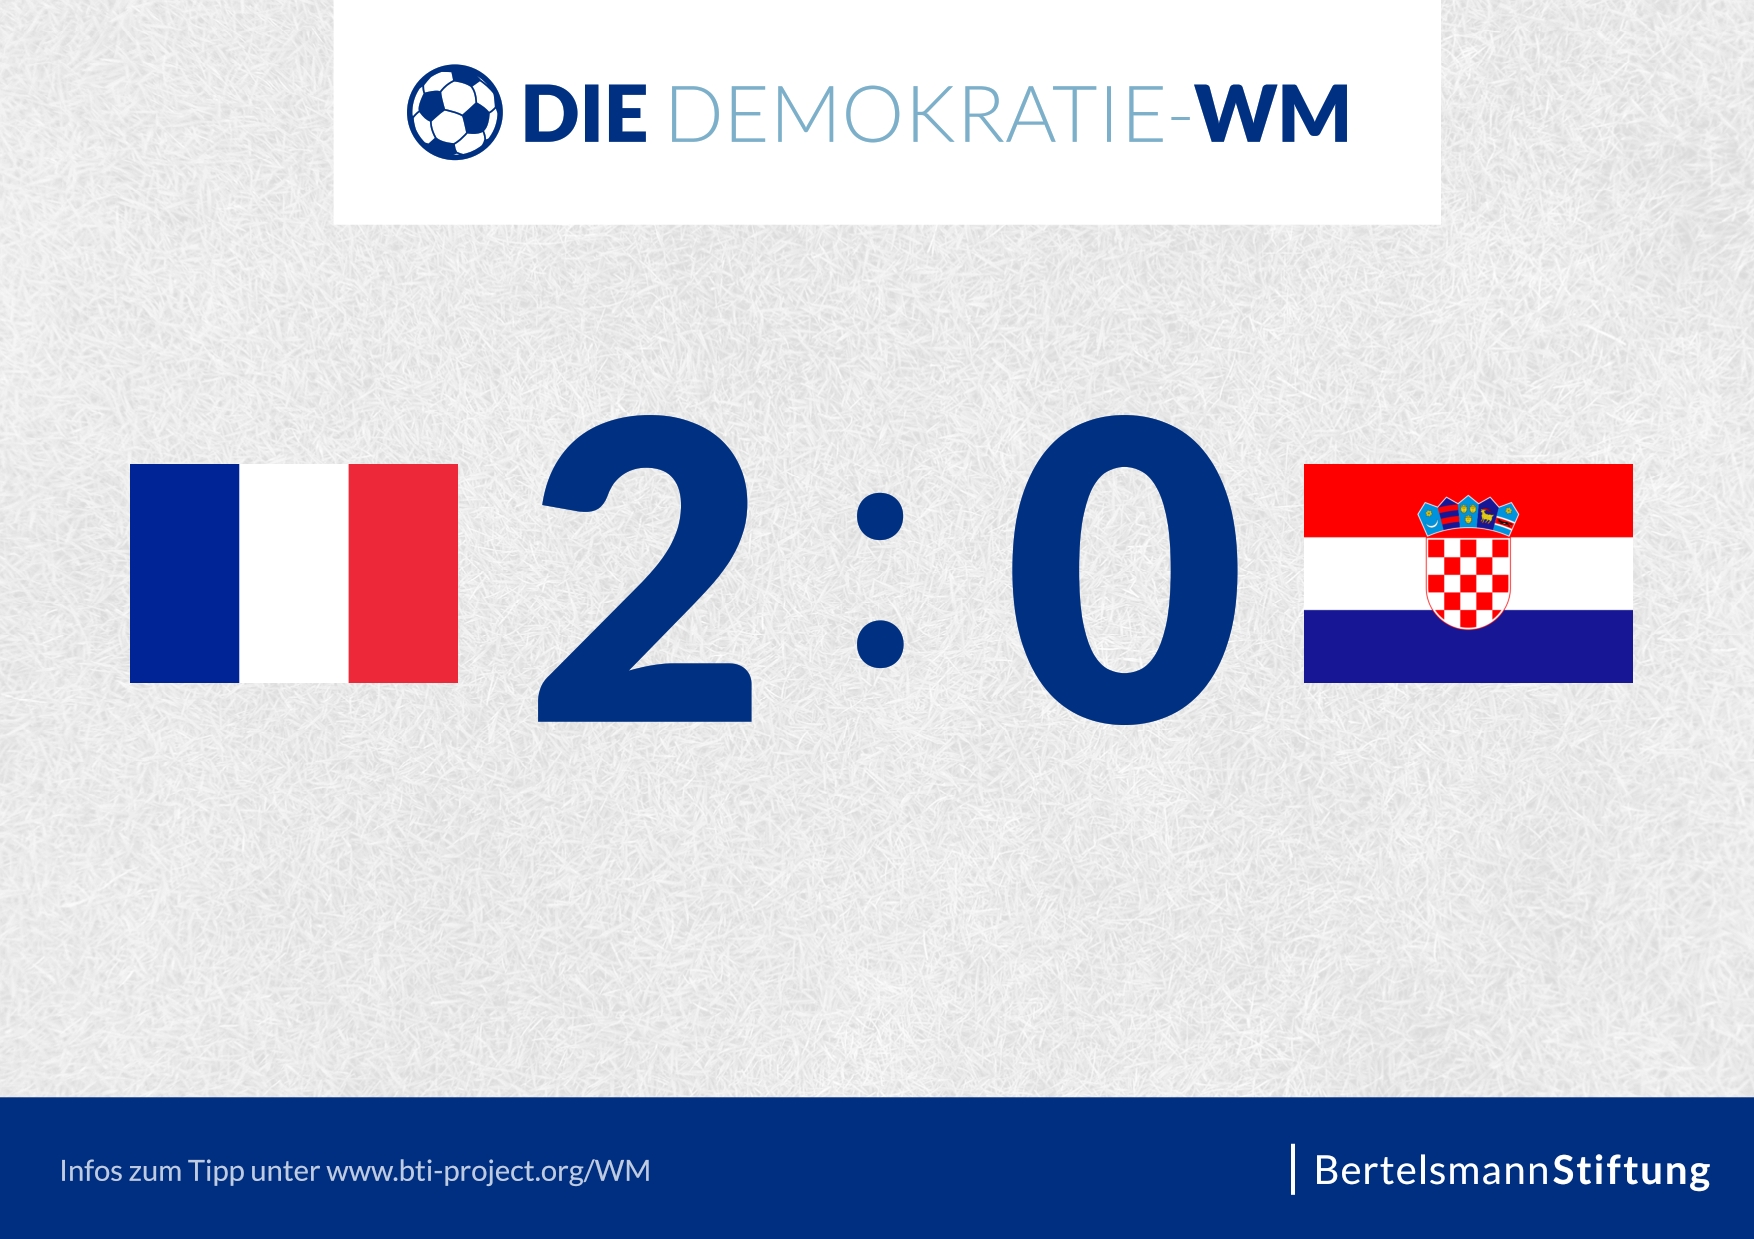 DIE DEMOKRATIE-WM
2 : 0
Infos zum Tipp unter www.bti-project.org/WM
BertelsmannStiftung